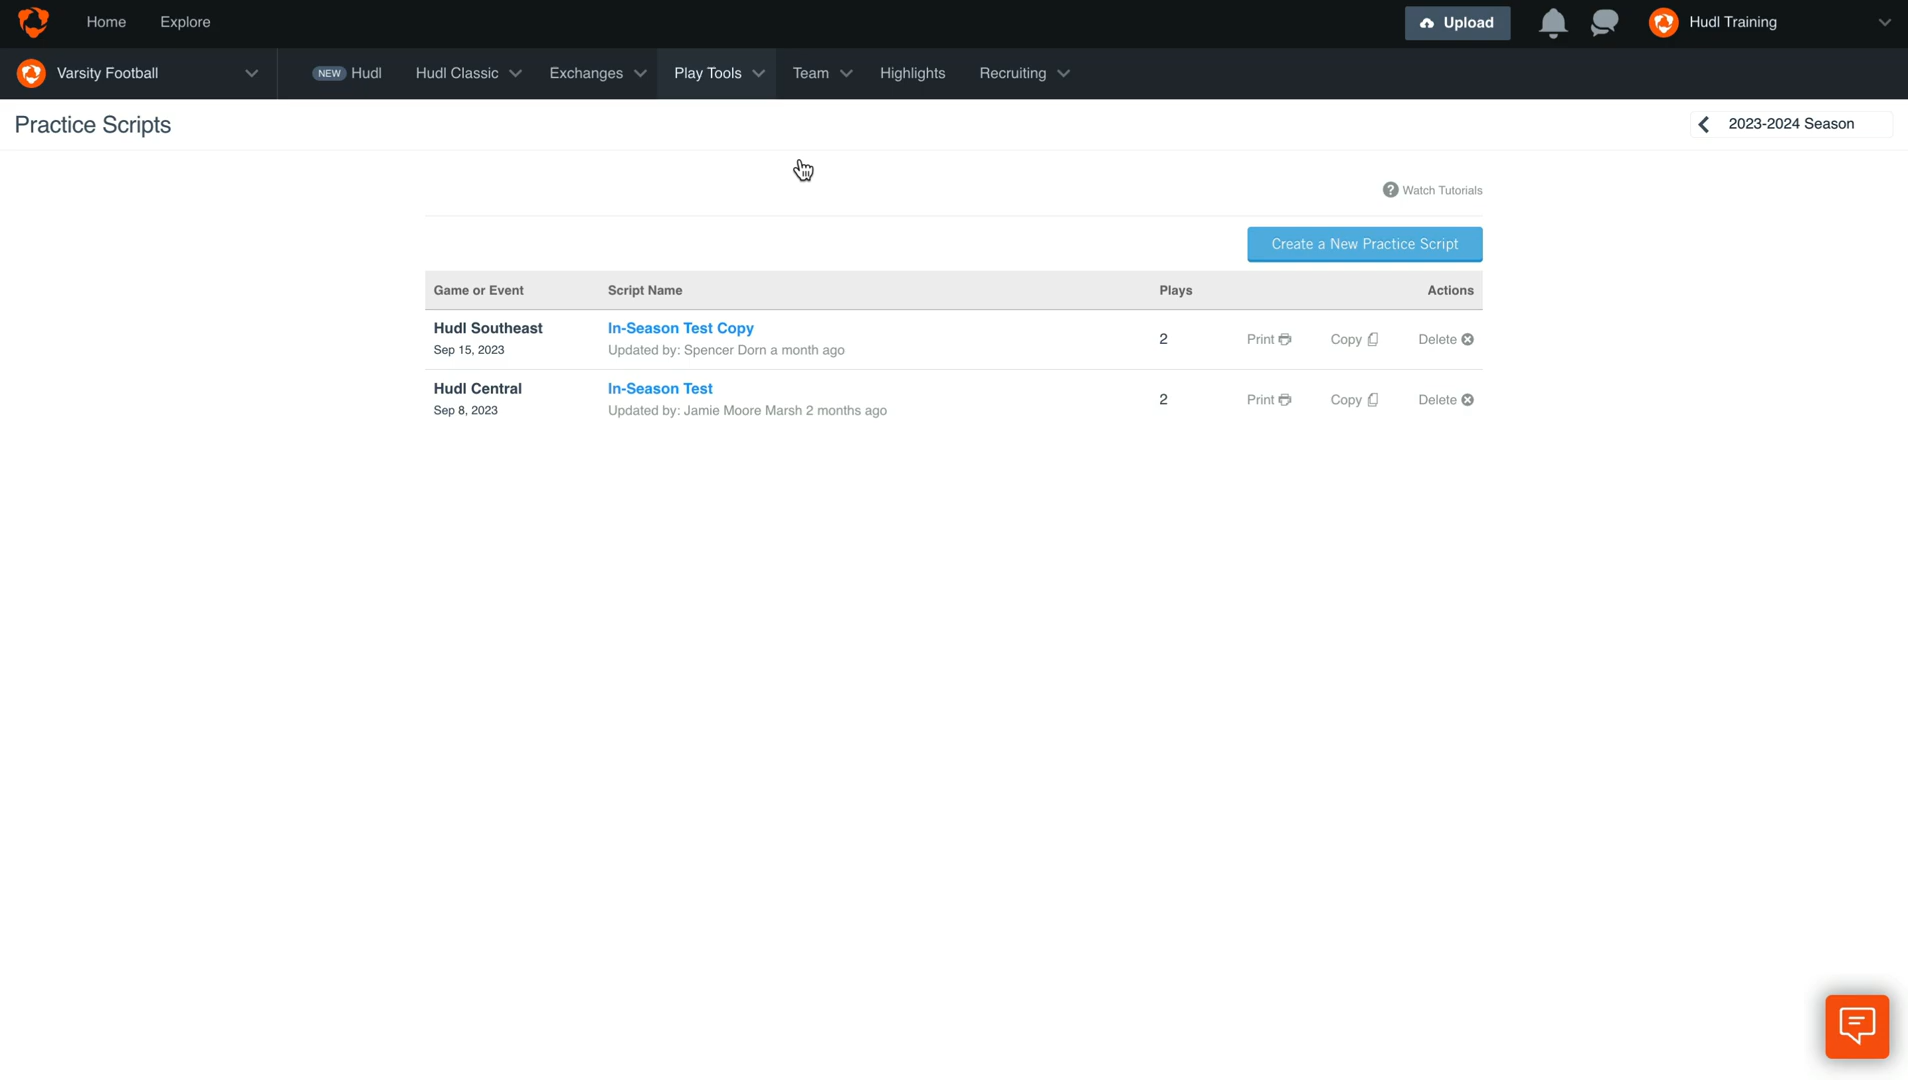 Home Explore Upload Hudl Training
Varsity Football NEW Hudl Hudl Classic Exchanges Play Tools Team Highlights Recruiting
Practice Scripts 2023-2024 Season
? Watch Tutorials
Create a New Practice Script
Game or Event Script Name Plays Actions
Hudl Southeast In-Season Test Copy
Sep 15, 2023 Updated by: Spencer Dorn a month ago 2 Print Copy Delete
Hudl Central In-Season Test
Sep 8, 2023 Updated by: Jamie Moore Marsh 2 months ago 2 Print Copy Delete